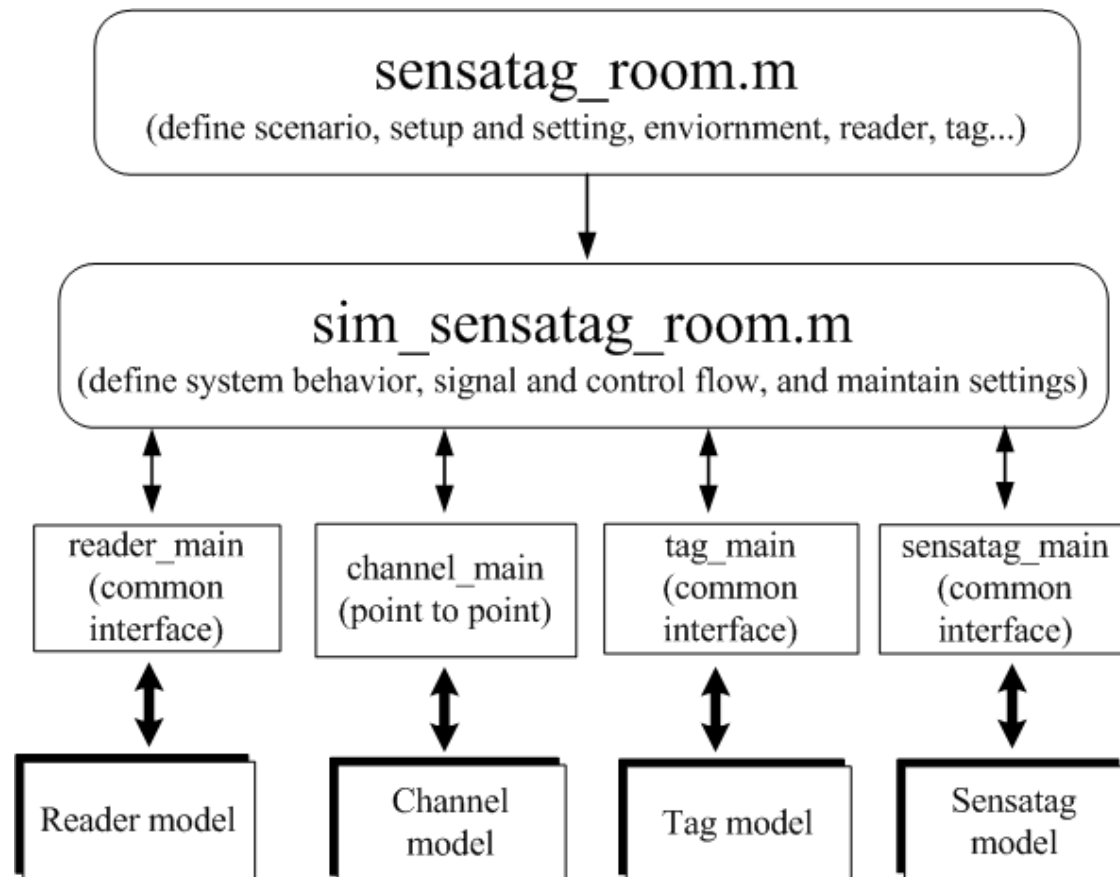 sensatag_room.m
(define scenario, setup and setting, enviornment, reader, tag...)
sim_sensatag_room.m
(define system behavior, signal and control flow, and maintain settings)
reader_main
(common
interface)
channel_main
(point to point)
tag_main
(common
interface)
sensatag_main
(common
interface)
Reader model
Channel
model
Tag model
Sensatag
model